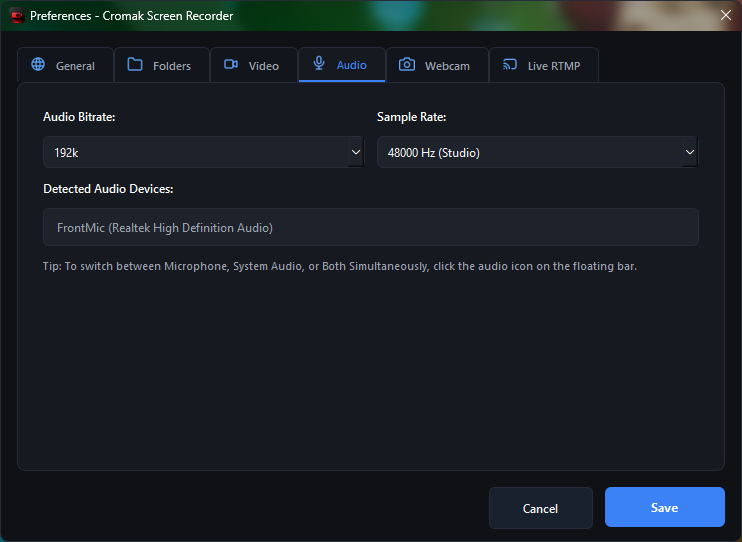 Preferences - Cromak Screen Recorder
General Folders Video Audio Webcam Live RTMP
Audio Bitrate: Sample Rate:
192k 48000 Hz (Studio)
Detected Audio Devices:
FrontMic (Realtek High Definition Audio)
Tip: To switch between Microphone, System Audio, or Both Simultaneously, click the audio icon on the floating bar.
Cancel Save